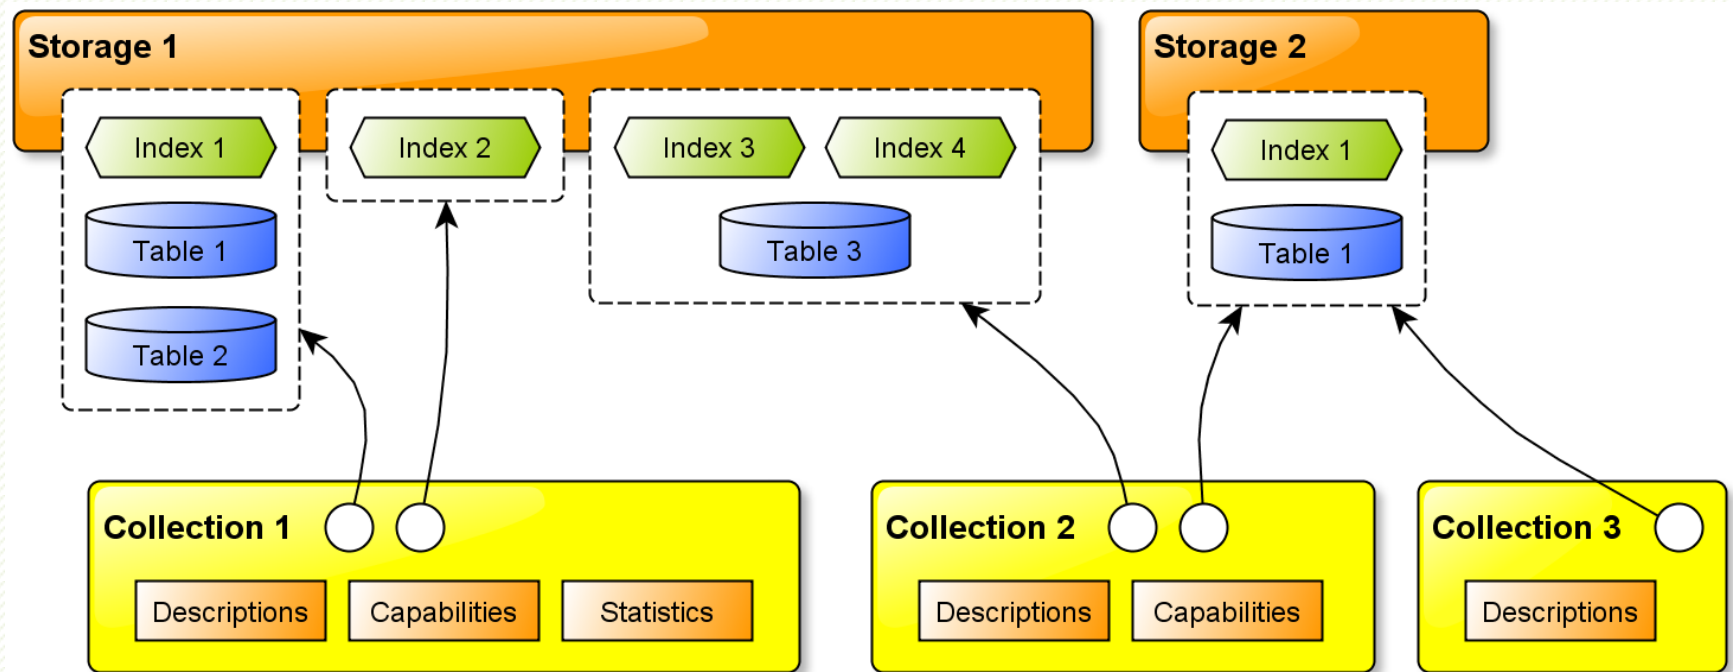 Storage 1
Storage 2
Index 1
Index 2
Index 3
Index 4
Index 1
Table 1
Table 3
Table 1
Table 2
Collection 1
Collection 2
Collection 3
Descriptions
Capabilities
Statistics
Descriptions
Capabilities
Descriptions